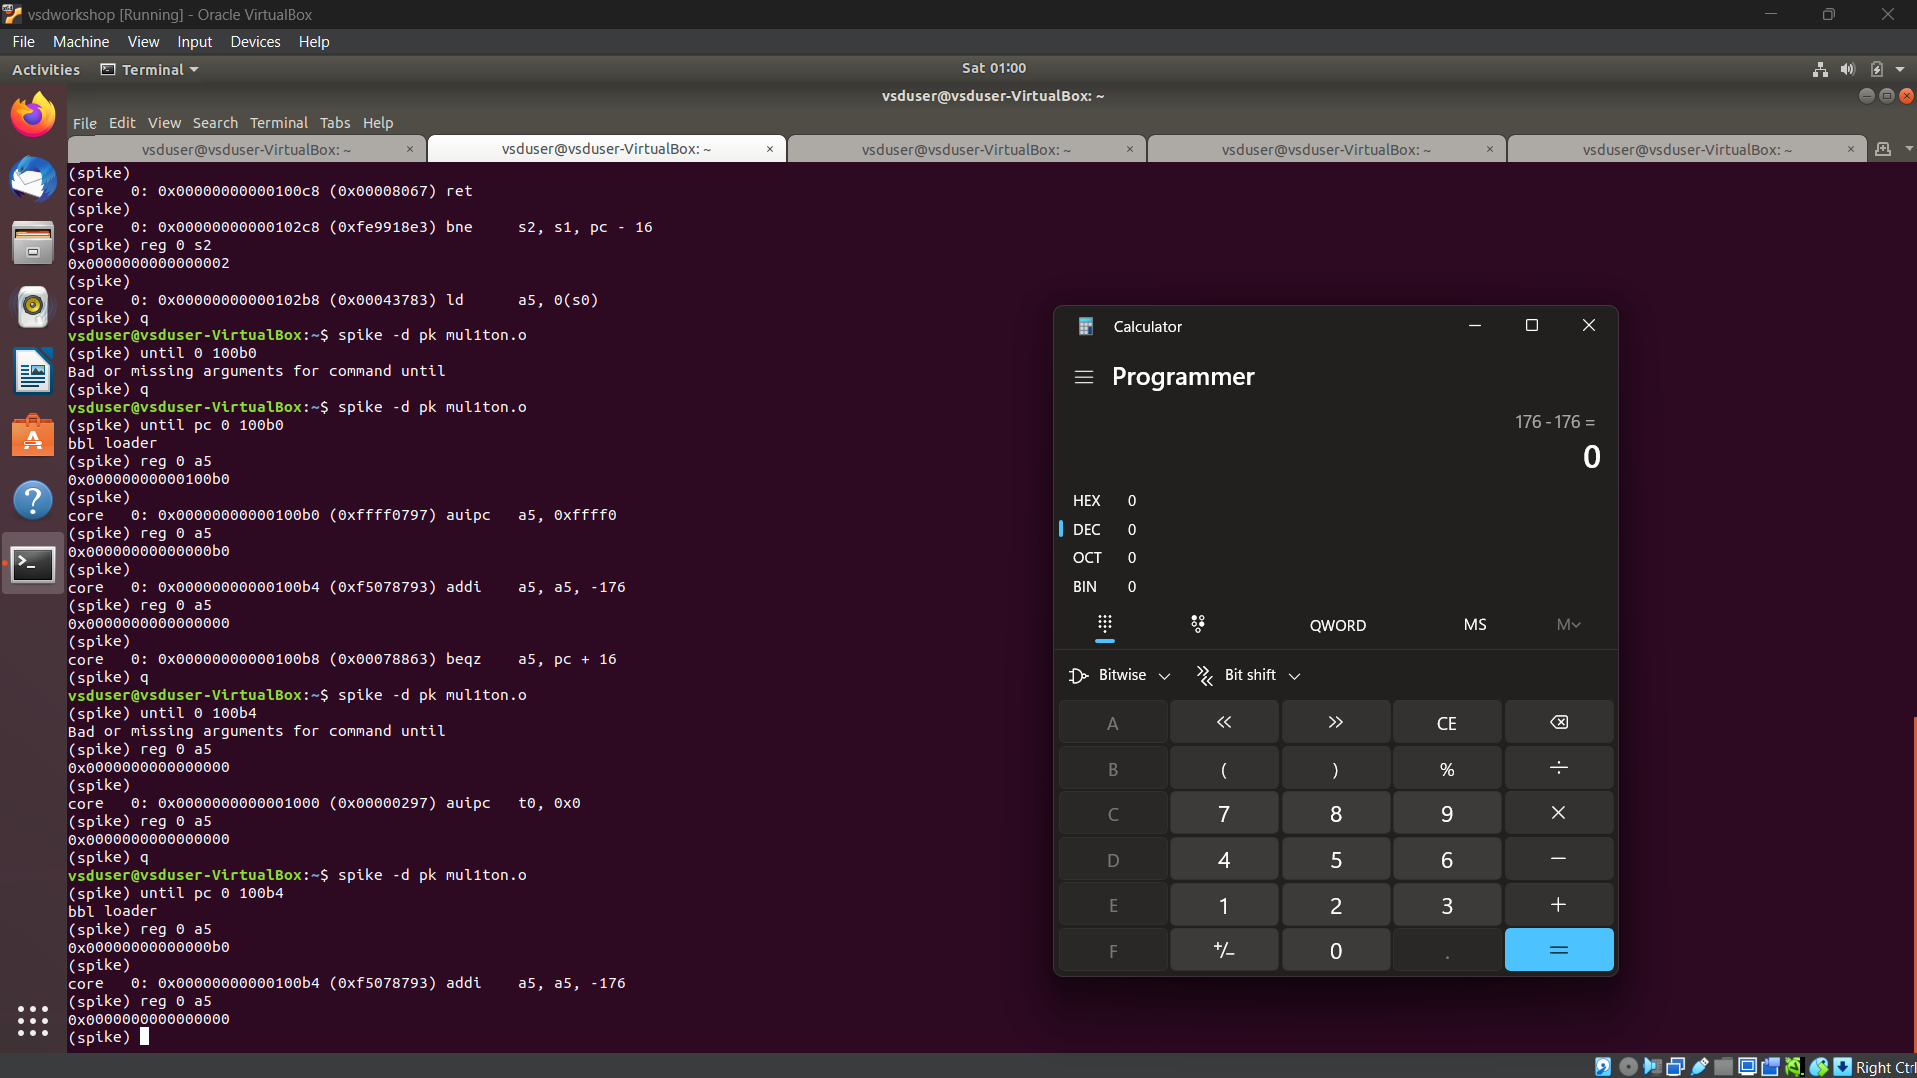 vsdworkshop [Running] - Oracle VirtualBox
File Machine View Input Devices Help
Activities Terminal Sat 01:00
vsduser@vsduser-VirtualBox: ~
File Edit View Search Terminal Tabs Help
vsduser@vsduser-VirtualBox: ~ × vsduser@vsduser-VirtualBox: ~ × vsduser@vsduser-VirtualBox: ~ × vsduser@vsduser-VirtualBox: ~ × vsduser@vsduser-VirtualBox: ~ ×
(spike)
core   0: 0x00000000000100c8 (0x00008067) ret
(spike)
core   0: 0x00000000000102c8 (0xfe9918e3) bne     s2, s1, pc - 16
(spike) reg 0 s2
0x0000000000000002
(spike)
core   0: 0x00000000000102b8 (0x00043783) ld      a5, 0(s0)
(spike) q
vsduser@vsduser-VirtualBox:~$ spike -d pk mul1ton.o
(spike) until 0 100b0
Bad or missing arguments for command until
(spike) q
vsduser@vsduser-VirtualBox:~$ spike -d pk mul1ton.o
(spike) until pc 0 100b0
bbl loader
(spike) reg 0 a5
0x00000000000100b0
(spike)
core   0: 0x00000000000100b0 (0xffff0797) auipc   a5, 0xffff0
(spike) reg 0 a5
0x00000000000000b0
(spike)
core   0: 0x00000000000100b4 (0xf5078793) addi    a5, a5, -176
(spike) reg 0 a5
0x0000000000000000
(spike)
core   0: 0x00000000000100b8 (0x00078863) beqz    a5, pc + 16
(spike) q
vsduser@vsduser-VirtualBox:~$ spike -d pk mul1ton.o
(spike) until 0 100b4
Bad or missing arguments for command until
(spike) reg 0 a5
0x0000000000000000
(spike)
core   0: 0x0000000000001000 (0x00000297) auipc   t0, 0x0
(spike) reg 0 a5
0x0000000000000000
(spike) q
vsduser@vsduser-VirtualBox:~$ spike -d pk mul1ton.o
(spike) until pc 0 100b4
bbl loader
(spike) reg 0 a5
0x00000000000000b0
(spike)
core   0: 0x00000000000100b4 (0xf5078793) addi    a5, a5, -176
(spike) reg 0 a5
0x0000000000000000
(spike)
Calculator
Programmer
176 - 176 =
0
HEX 0
DEC 0
OCT 0
BIN 0
QWORD MS M
Bitwise Bit shift
A « » CE
B ( ) % ÷
C 7 8 9 ×
D 4 5 6 −
E 1 2 3 +
F +/− 0 . =
Right Ctrl